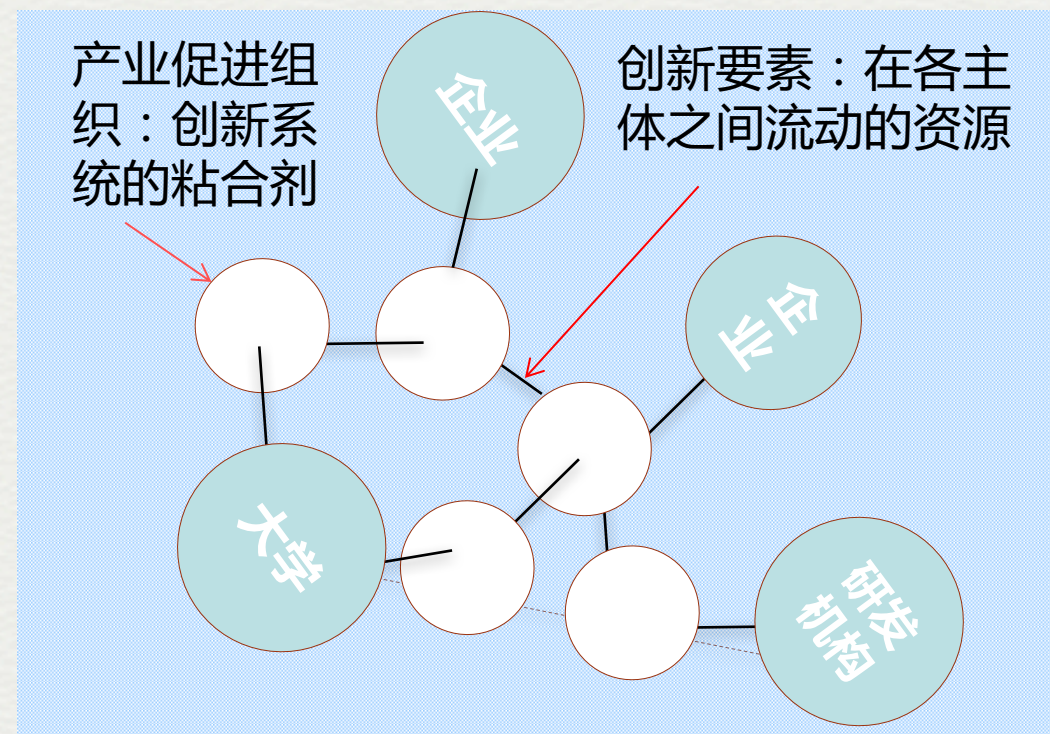 产业促进组
织：创新系
统的粘合剂
创新要素：在各主
体之间流动的资源
企业
企业
大学
研发
机构